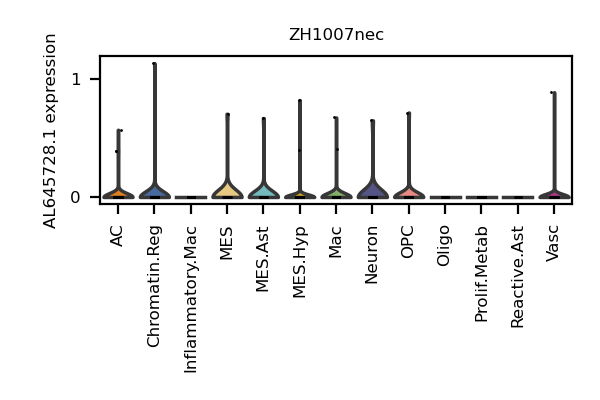 ZH1007nec
AL645728.1 expression
1
0
AC
Chromatin.Reg
Inflammatory.Mac
MES
MES.Ast
MES.Hyp
Mac
Neuron
OPC
Oligo
Prolif.Metab
Reactive.Ast
Vasc